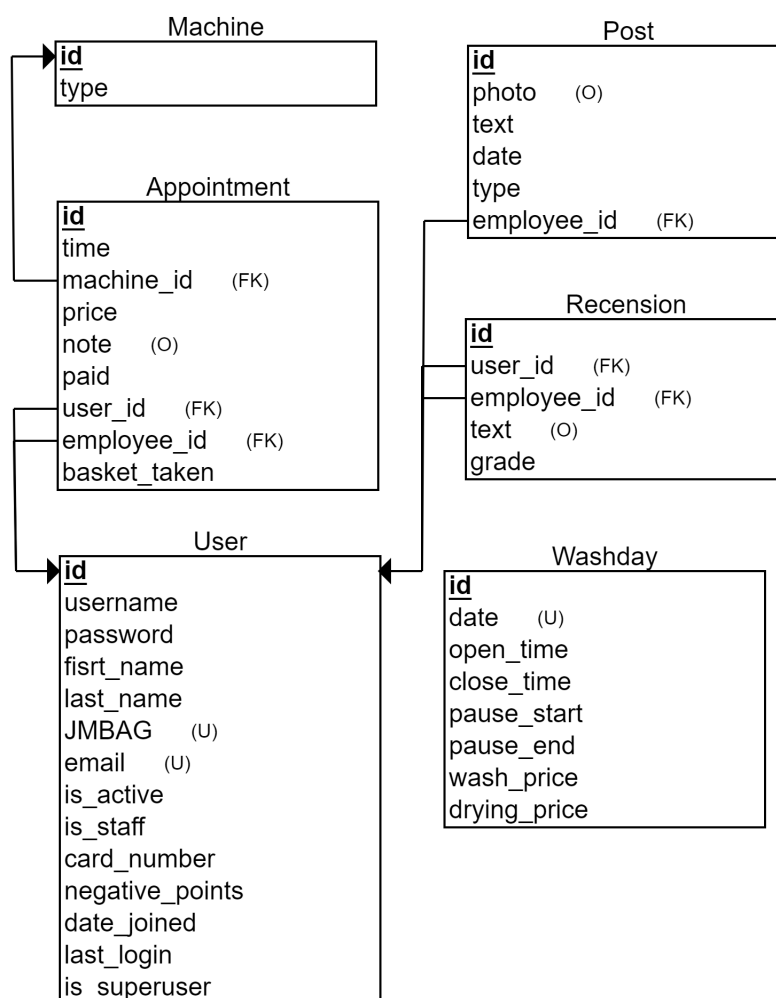 Machine
id
type
Appointment
id
time
machine_id (FK)
price
note (O)
paid
user_id (FK)
employee_id (FK)
basket_taken
User
id
username
password
fisrt_name
last_name
JMBAG (U)
email (U)
is_active
is_staff
card_number
negative_points
date_joined
last_login
is_superuser
Post
id
photo (O)
text
date
type
employee_id (FK)
Recension
id
user_id (FK)
employee_id (FK)
text (O)
grade
Washday
id
date (U)
open_time
close_time
pause_start
pause_end
wash_price
drying_price